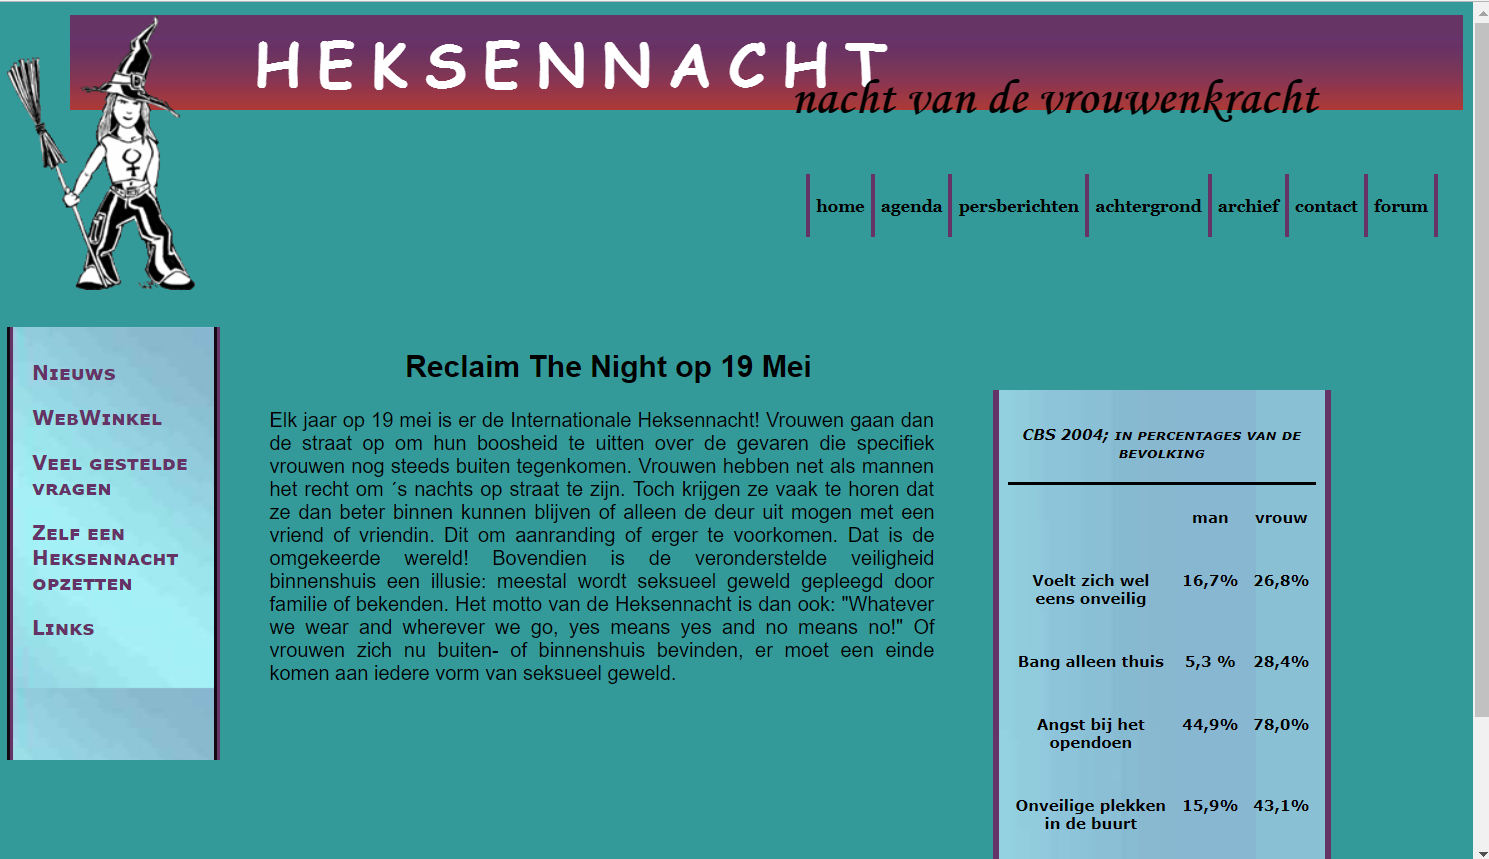 HEKSENNACHT
nacht van de vrouwenkracht
home agenda persberichten achtergrond archief contact forum
Nieuws
WebWinkel
Veel gestelde
vragen
Zelf een
Heksennacht
opzetten
Links
Reclaim The Night op 19 Mei
Elk jaar op 19 mei is er de Internationale Heksennacht! Vrouwen gaan dan
de straat op om hun boosheid te uitten over de gevaren die specifiek
vrouwen nog steeds buiten tegenkomen. Vrouwen hebben net als mannen
het recht om ´s nachts op straat te zijn. Toch krijgen ze vaak te horen dat
ze dan beter binnen kunnen blijven of alleen de deur uit mogen met een
vriend of vriendin. Dit om aanranding of erger te voorkomen. Dat is de
omgekeerde wereld! Bovendien is de veronderstelde veiligheid
binnenshuis een illusie: meestal wordt seksueel geweld gepleegd door
familie of bekenden. Het motto van de Heksennacht is dan ook: "Whatever
we wear and wherever we go, yes means yes and no means no!" Of
vrouwen zich nu buiten- of binnenshuis bevinden, er moet een einde
komen aan iedere vorm van seksueel geweld.
CBS 2004; in percentages van de
bevolking
man vrouw
Voelt zich wel 16,7% 26,8%
eens onveilig
Bang alleen thuis 5,3 % 28,4%
Angst bij het 44,9% 78,0%
opendoen
Onveilige plekken 15,9% 43,1%
in de buurt